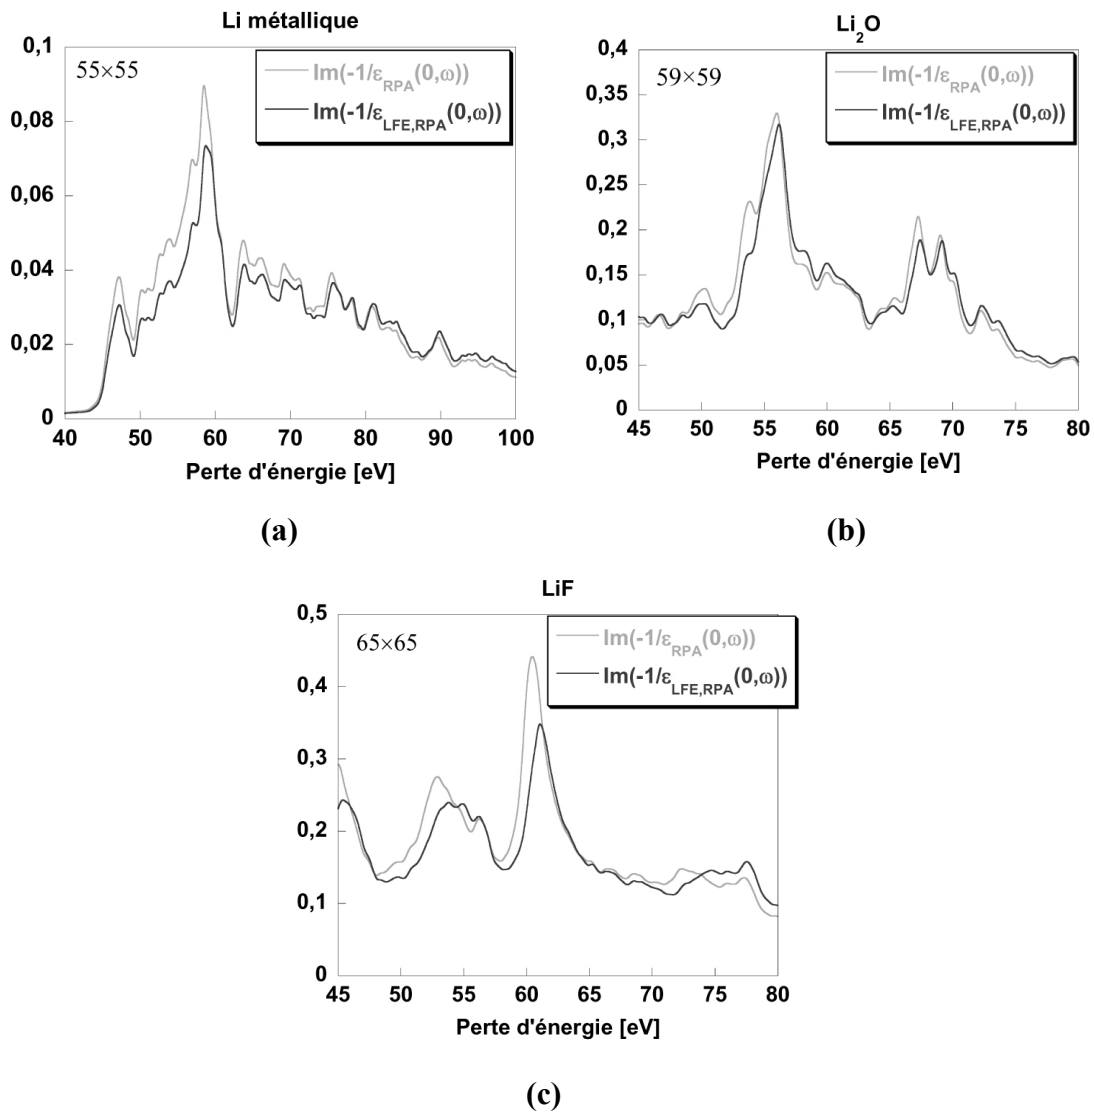 (a)
Li métallique
55×55
Im(-1/ε_RPA(0,ω))
Im(-1/ε_LFE,RPA(0,ω))
0,1
0,08
0,06
0,04
0,02
0
40 50 60 70 80 90 100
Perte d'énergie [eV]
(a)
Li₂O
59×59
Im(-1/ε_RPA(0,ω))
Im(-1/ε_LFE,RPA(0,ω))
0,4
0,35
0,3
0,25
0,2
0,15
0,1
0,05
0
45 50 55 60 65 70 75 80
Perte d'énergie [eV]
(b)
LiF
65×65
Im(-1/ε_RPA(0,ω))
Im(-1/ε_LFE,RPA(0,ω))
0,5
0,4
0,3
0,2
0,1
0
45 50 55 60 65 70 75 80
Perte d'énergie [eV]
(c)